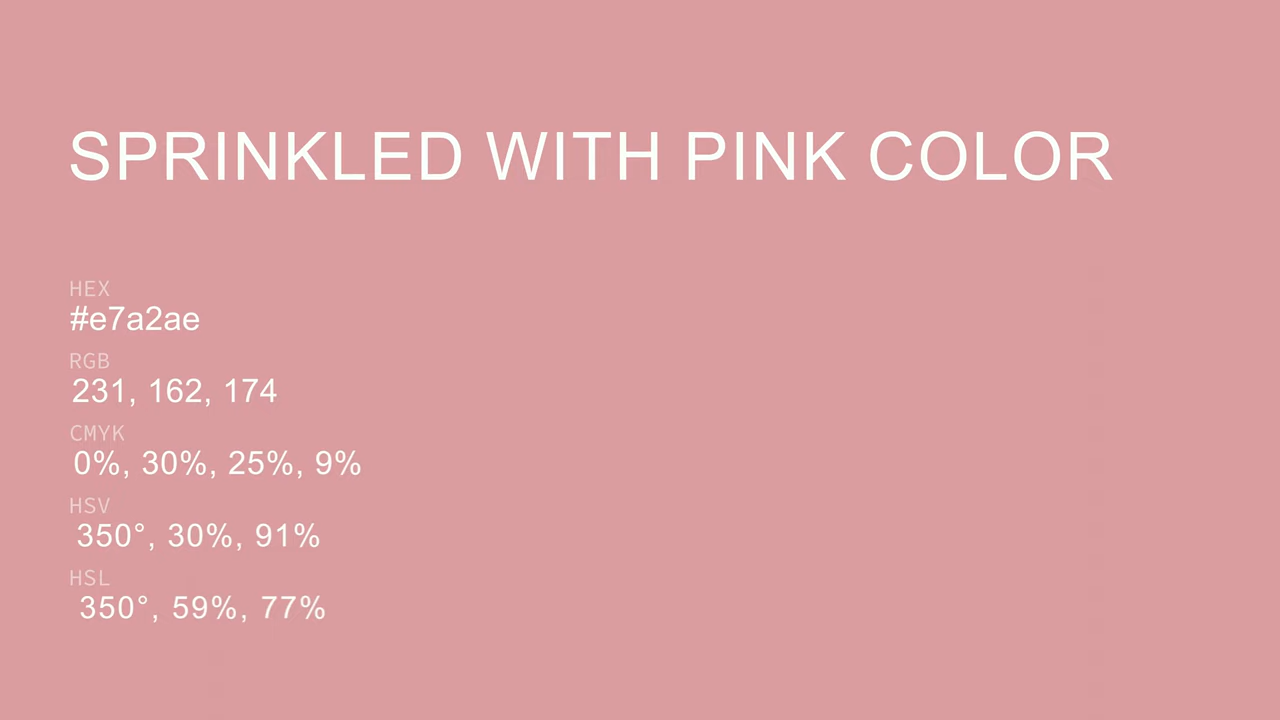 SPRINKLED WITH PINK COLOR
HEX
#e7a2ae
RGB
231, 162, 174
CMYK
0%, 30%, 25%, 9%
HSV
350°, 30%, 91%
HSL
350°, 59%, 77%